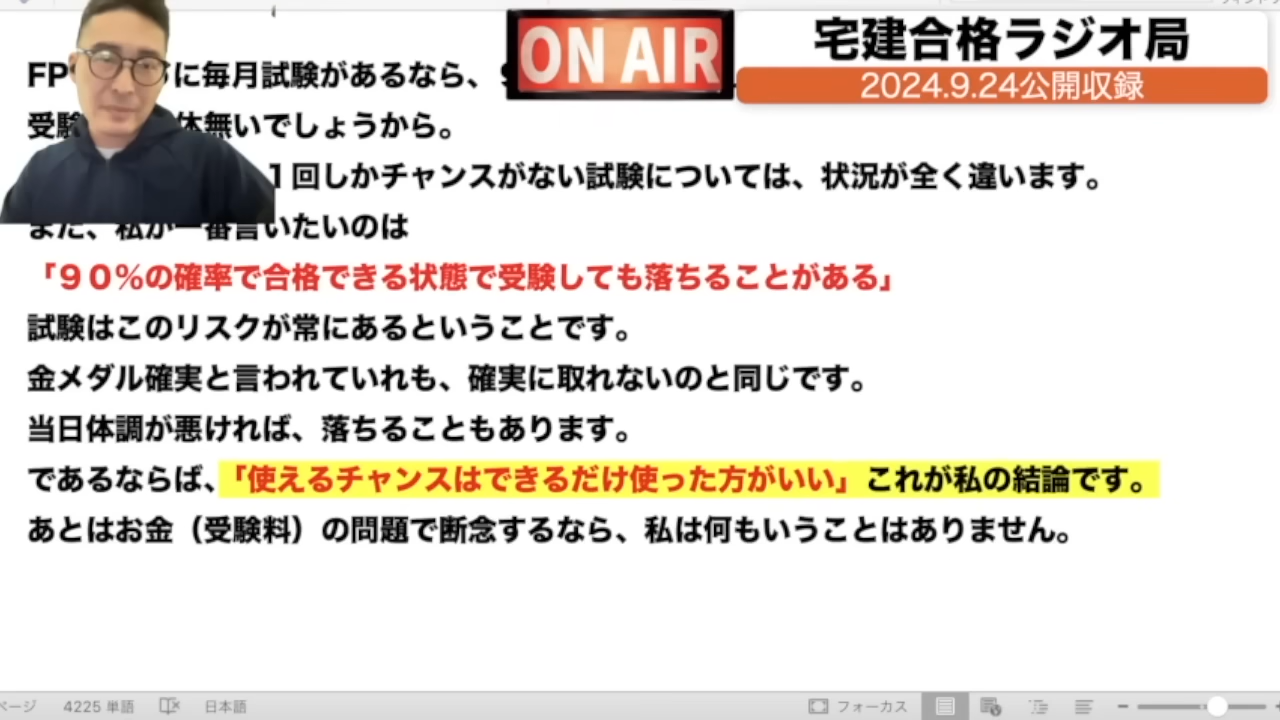 ON AIR
宅建合格ラジオ局
2024.9.24公開収録
FP
に毎月試験があるなら、
受験
体無いでしょうから。
1回しかチャンスがない試験については、状況が全く違います。
また、私が一番言いたいのは
「９０％の確率で合格できる状態で受験しても落ちることがある」
試験はこのリスクが常にあるということです。
金メダル確実と言われていれも、確実に取れないのと同じです。
当日体調が悪ければ、落ちることもあります。
であるならば、「使えるチャンスはできるだけ使った方がいい」これが私の結論です。
あとはお金（受験料）の問題で断念するなら、私は何もいうことはありません。
ページ 4225 単語 日本語 フォーカス